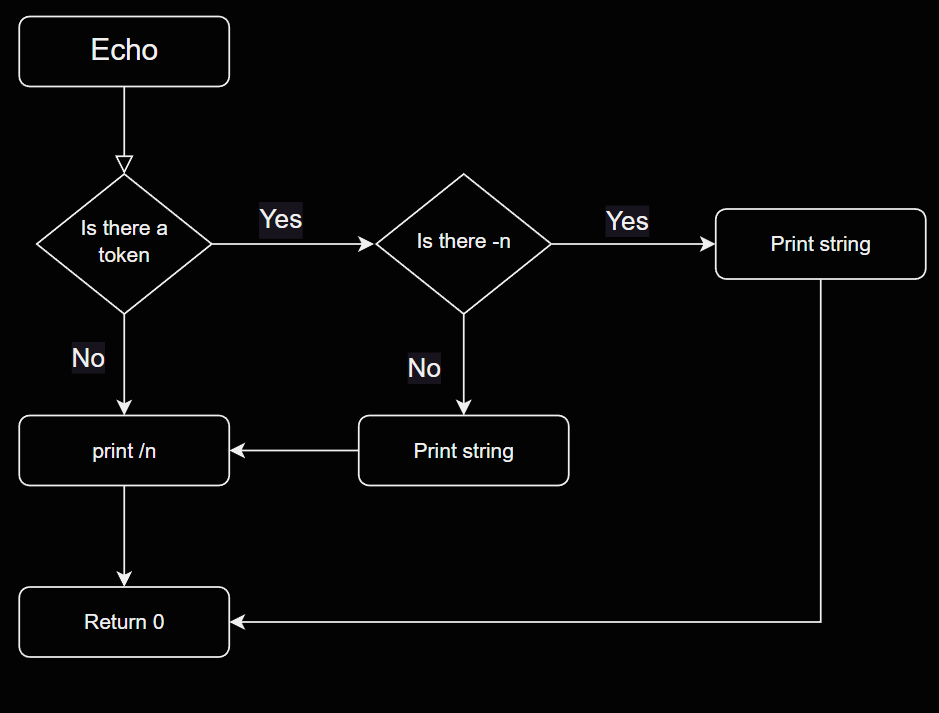 Echo
Is there a
token
Yes
Is there -n
Yes
Print string
No
No
print /n
Print string
Return 0